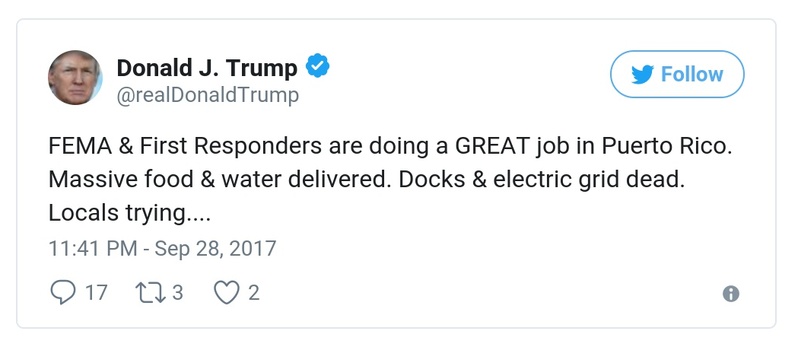 Donald J. Trump
@realDonaldTrump
Follow
FEMA & First Responders are doing a GREAT job in Puerto Rico.
Massive food & water delivered. Docks & electric grid dead.
Locals trying....
11:41 PM - Sep 28, 2017
17 3 2